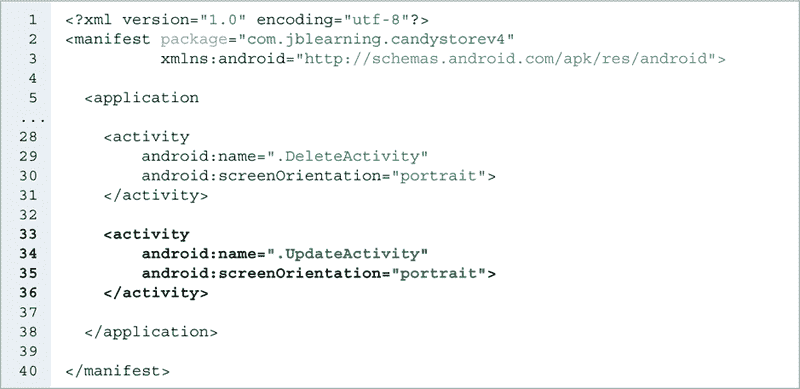 1 <?xml version="1.0" encoding="utf-8"?>
2 <manifest package="com.jblearning.candystorev4"
3 xmlns:android="http://schemas.android.com/apk/res/android">
4
5 <application
...
28 <activity
29 android:name=".DeleteActivity"
30 android:screenOrientation="portrait">
31 </activity>
32
33 <activity
34 android:name=".UpdateActivity"
35 android:screenOrientation="portrait">
36 </activity>
37
38 </application>
39
40 </manifest>